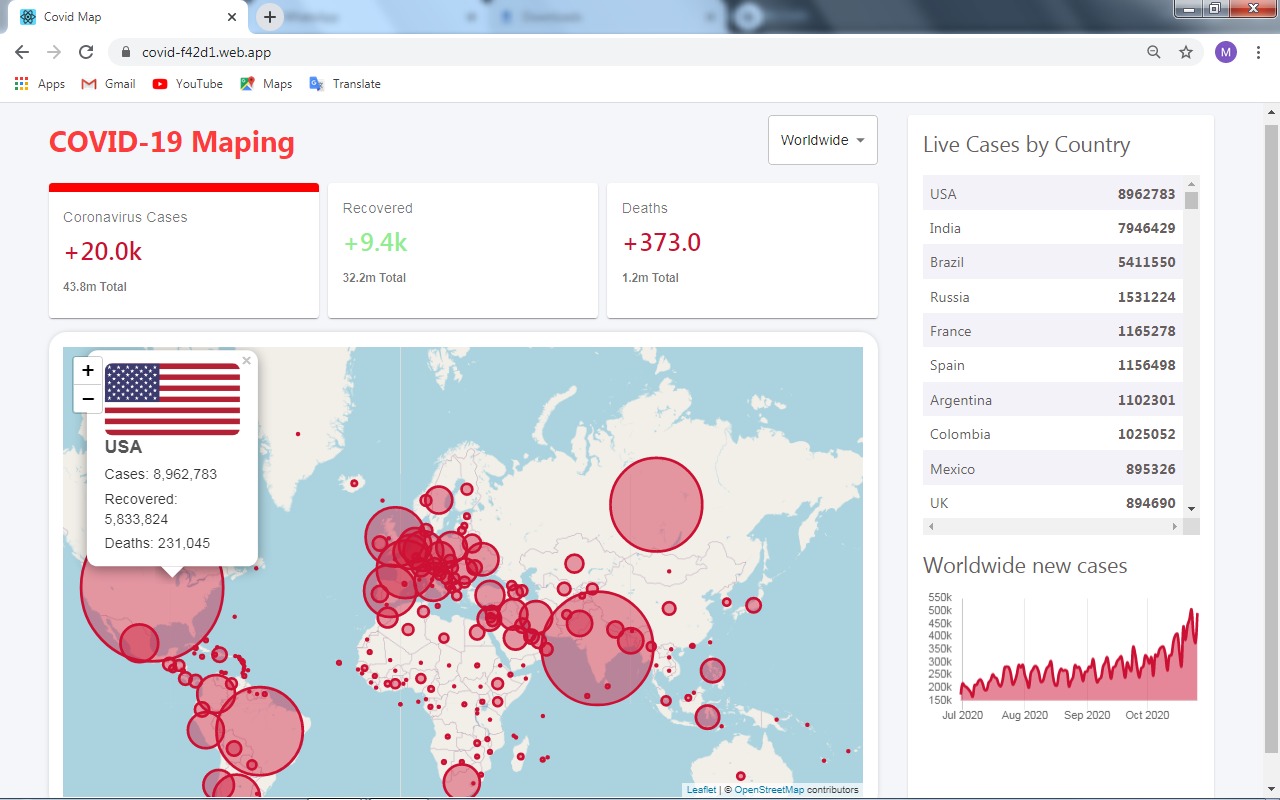 Covid Map
covid-f42d1.web.app
M
Apps Gmail YouTube Maps Translate
COVID-19 Maping
Worldwide
Coronavirus Cases
+20.0k
43.8m Total
Recovered
+9.4k
32.2m Total
Deaths
+373.0
1.2m Total
+
−
×
USA
Cases: 8,962,783
Recovered:
5,833,824
Deaths: 231,045
Leaflet | © OpenStreetMap contributors
Live Cases by Country
USA 8962783
India 7946429
Brazil 5411550
Russia 1531224
France 1165278
Spain 1156498
Argentina 1102301
Colombia 1025052
Mexico 895326
UK 894690
Worldwide new cases
550k
500k
450k
400k
350k
300k
250k
200k
150k
Jul 2020 Aug 2020 Sep 2020 Oct 2020